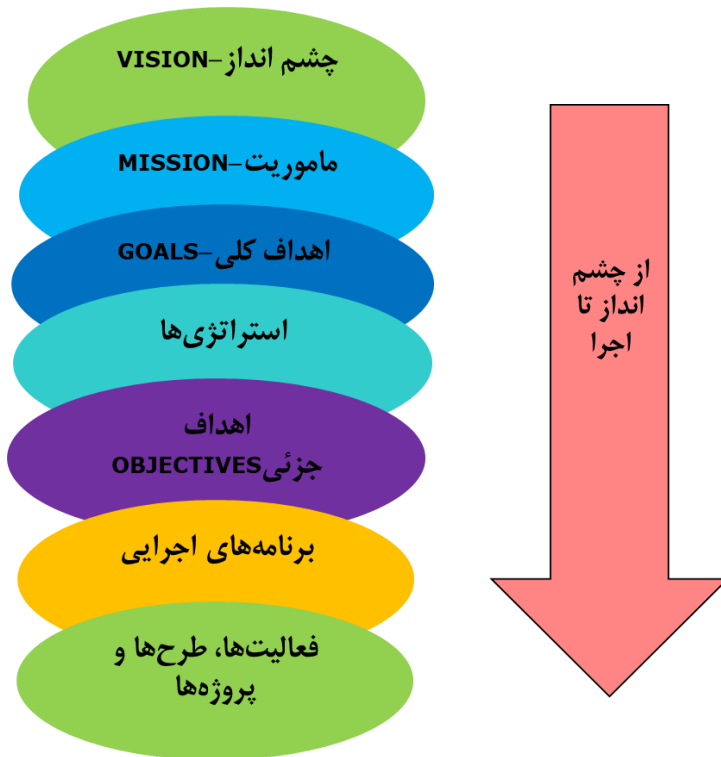 چشم انداز-VISION
ماموریت-MISSION
اهداف کلی-GOALS
استراتژی‌ها
اهداف
جزئیOBJECTIVES
برنامه‌های اجرایی
فعالیت‌ها، طرح‌ها و
پروژه‌ها
از چشم
انداز تا
اجرا